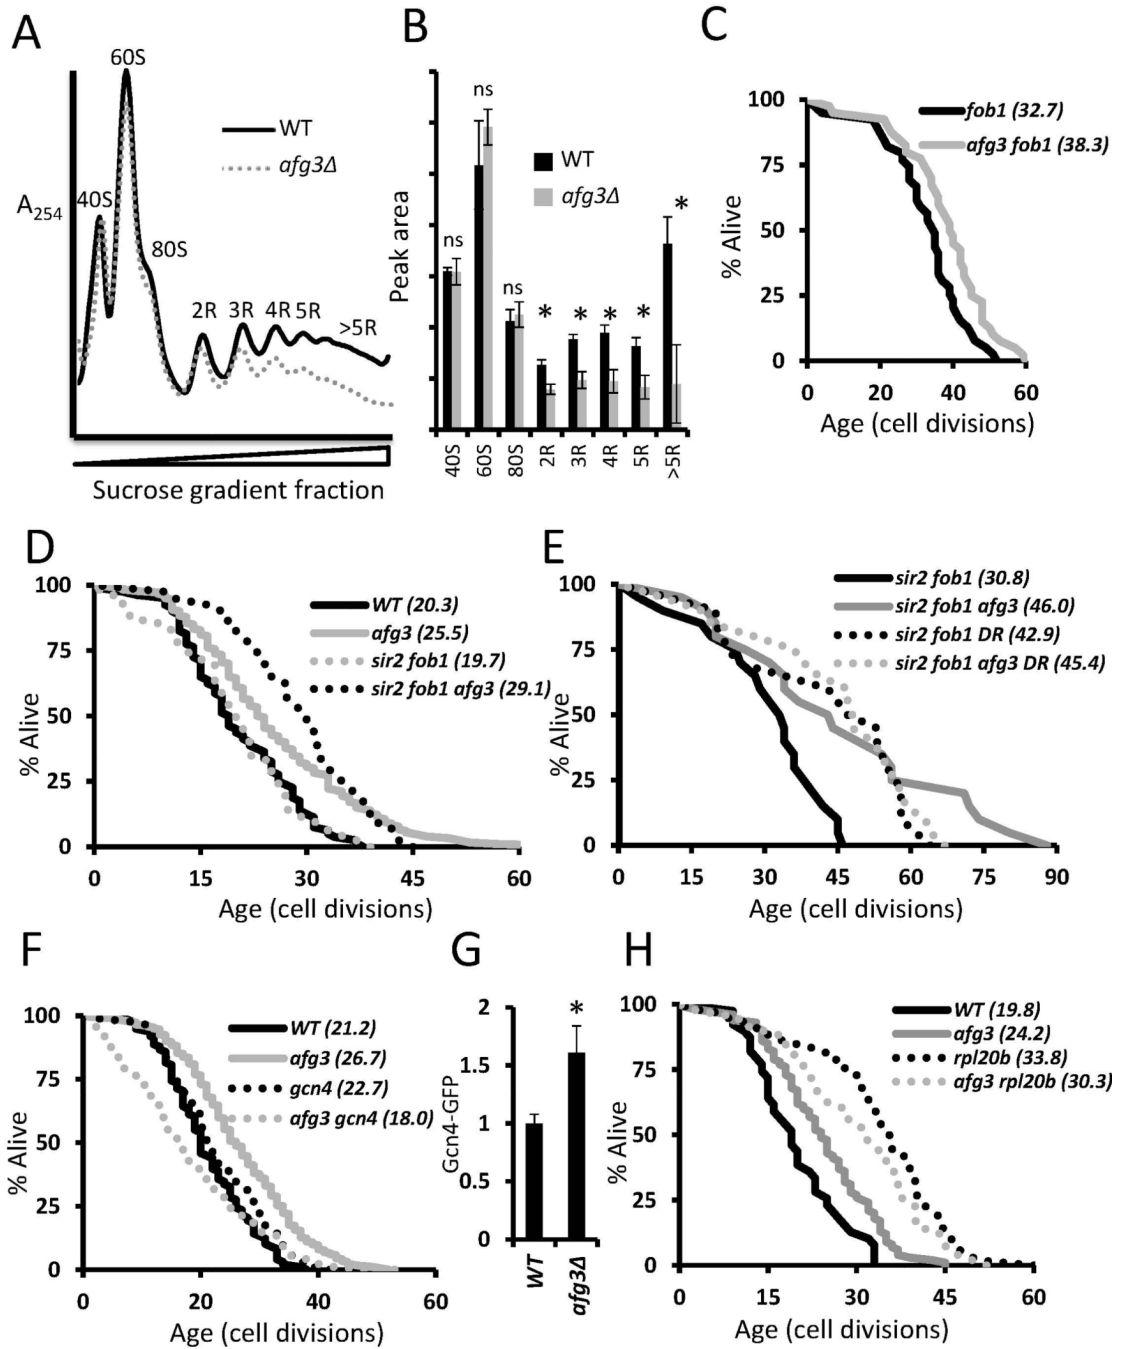 A
60S
WT
afg3Δ
A254
40S
80S
2R
3R
4R
5R
>5R
Sucrose gradient fraction
B
Peak area
ns
ns
ns
*
*
*
*
*
WT
afg3Δ
40S
60S
80S
2R
3R
4R
5R
>5R
C
% Alive
100
75
50
25
0
0 20 40 60
Age (cell divisions)
fob1 (32.7)
afg3 fob1 (38.3)
D
% Alive
100
75
50
25
0
0 15 30 45 60
Age (cell divisions)
WT (20.3)
afg3 (25.5)
sir2 fob1 (19.7)
sir2 fob1 afg3 (29.1)
E
% Alive
100
75
50
25
0
0 15 30 45 60 75 90
Age (cell divisions)
sir2 fob1 (30.8)
sir2 fob1 afg3 (46.0)
sir2 fob1 DR (42.9)
sir2 fob1 afg3 DR (45.4)
F
% Alive
100
75
50
25
0
0 20 40 60
Age (cell divisions)
WT (21.2)
afg3 (26.7)
gcn4 (22.7)
afg3 gcn4 (18.0)
G
Gcn4-GFP
2
1.5
1
0.5
0
*
WT
afg3Δ
H
% Alive
100
75
50
25
0
0 15 30 45 60
Age (cell divisions)
WT (19.8)
afg3 (24.2)
rpl20b (33.8)
afg3 rpl20b (30.3)